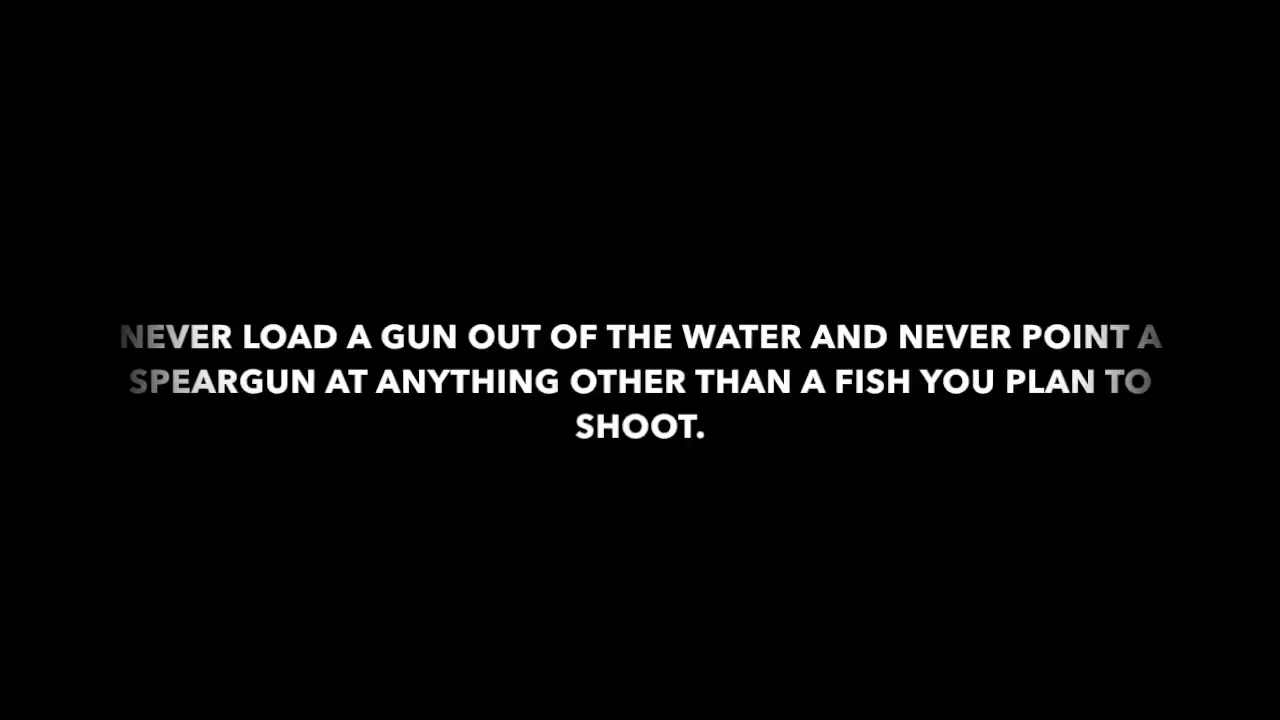 NEVER LOAD A GUN OUT OF THE WATER AND NEVER POINT A
SPEARGUN AT ANYTHING OTHER THAN A FISH YOU PLAN TO
SHOOT.